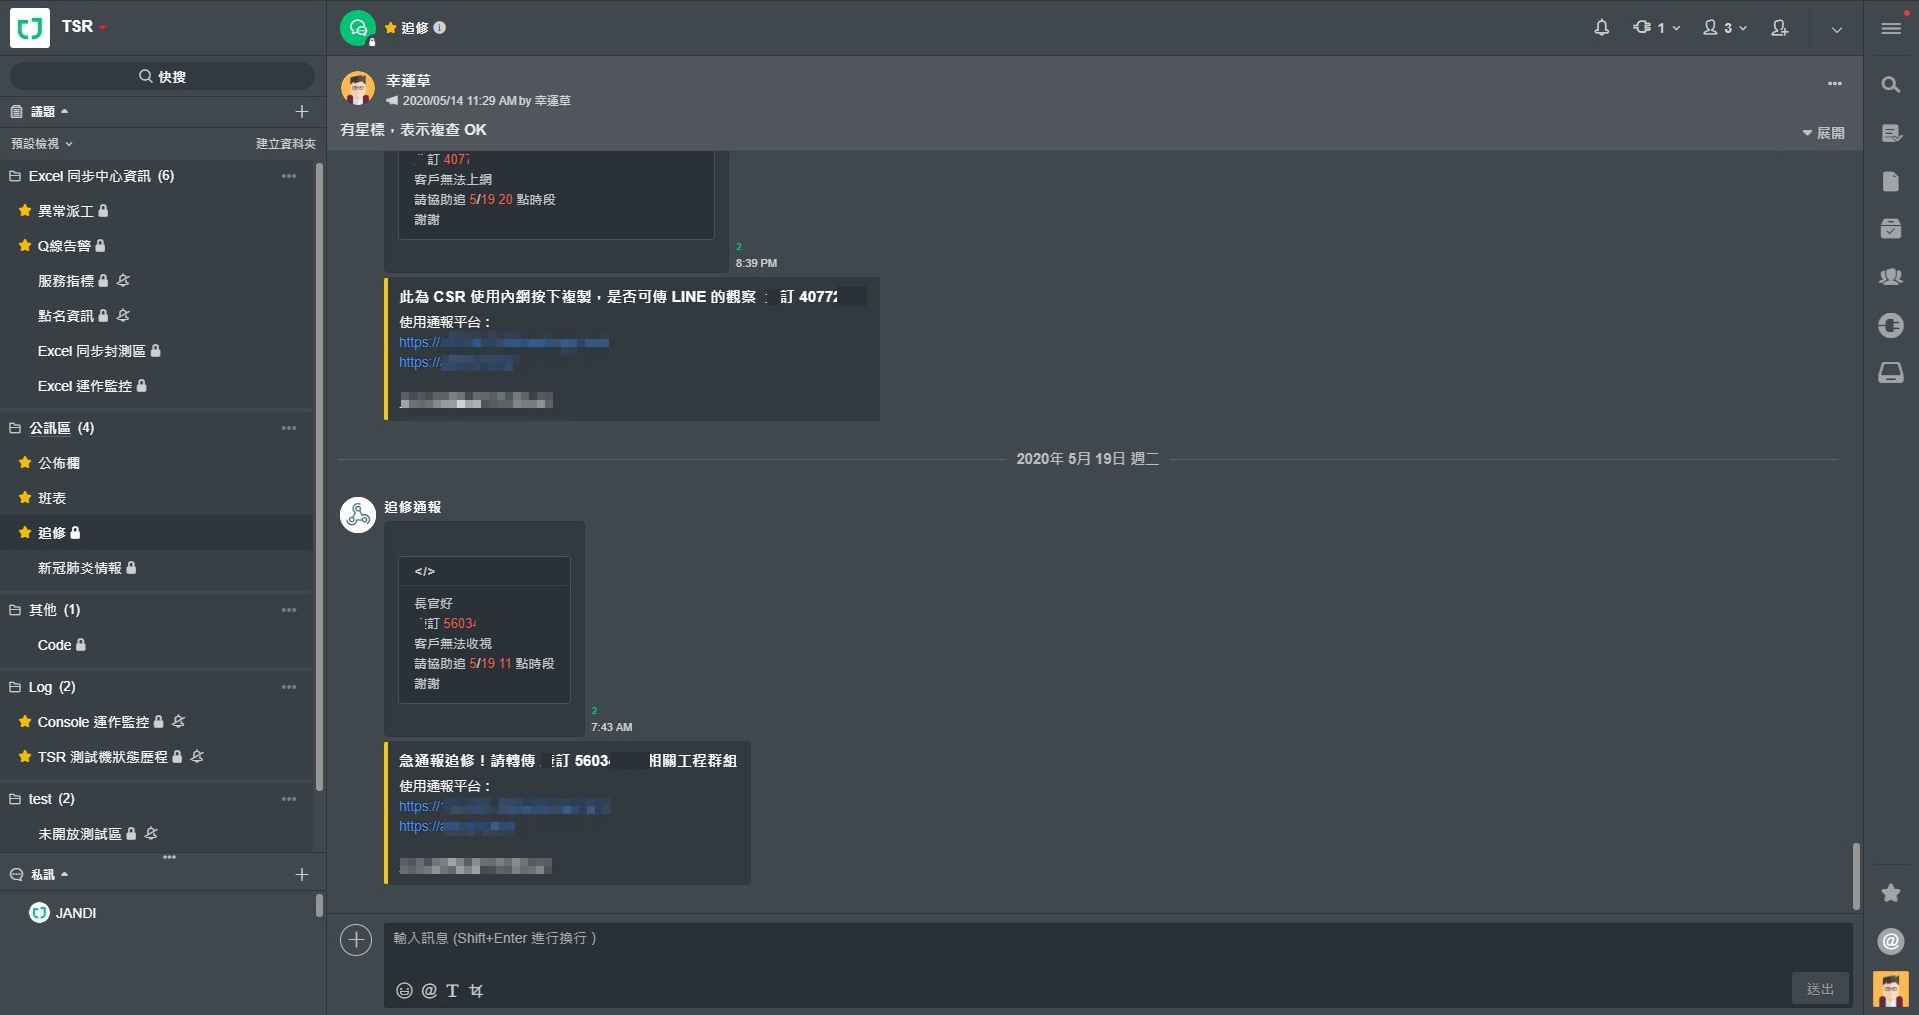 TSR
快搜
議題
預設檢視
建立資料夾
Excel 同步中心資訊 (6)
異常派工
Q線告警
服務指標
點名資訊
Excel 同步封測區
Excel 運作監控
公訊區 (4)
公佈欄
班表
追修
新冠肺炎情報
其他 (1)
Code
Log (2)
Console 運作監控
TSR 測試機狀態歷程
test (2)
未開放測試區
私訊
JANDI
追修
1
3
幸運草
2020/05/14 11:29 AM by 幸運草
有星標，表示複查 OK
展開
訂 4077
客戶無法上網
請協助追 5/19 20 點時段
謝謝
2
8:39 PM
此為 CSR 使用內網按下複製，是否可傳 LINE 的觀察 訂 40772
使用通報平台：
https://
https://
2020年 5月 19日 週二
追修通報
</>
長官好
訂 56034
客戶無法收視
請協助追 5/19 11 點時段
謝謝
2
7:43 AM
急通報追修！請轉傳 訂 5603 相關工程群組
使用通報平台：
https://
https://
輸入訊息 (Shift+Enter 進行換行 )
送出